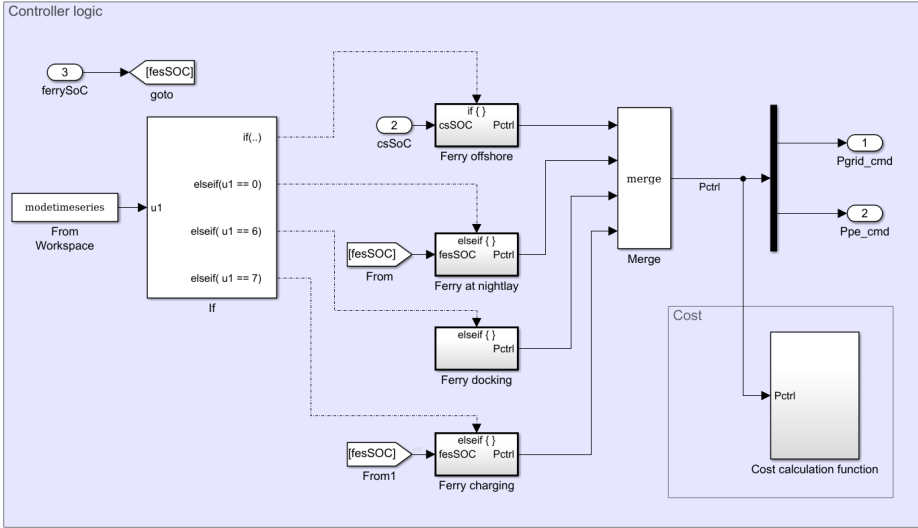 Controller logic
3
ferrySoC
[fesSOC]
goto
modetimeseries
From
Workspace
u1
if(..)
elseif(u1 == 0)
elseif( u1 == 6)
elseif( u1 == 7)
If
2
csSoC
if { }
csSOC Pctrl
Ferry offshore
[fesSOC]
From
elseif { }
fesSOC Pctrl
Ferry at nightlay
elseif { }
Pctrl
Ferry docking
[fesSOC]
From1
elseif { }
fesSOC Pctrl
Ferry charging
merge
Merge
Pctrl
1
Pgrid_cmd
2
Ppe_cmd
Cost
Pctrl
Cost calculation function